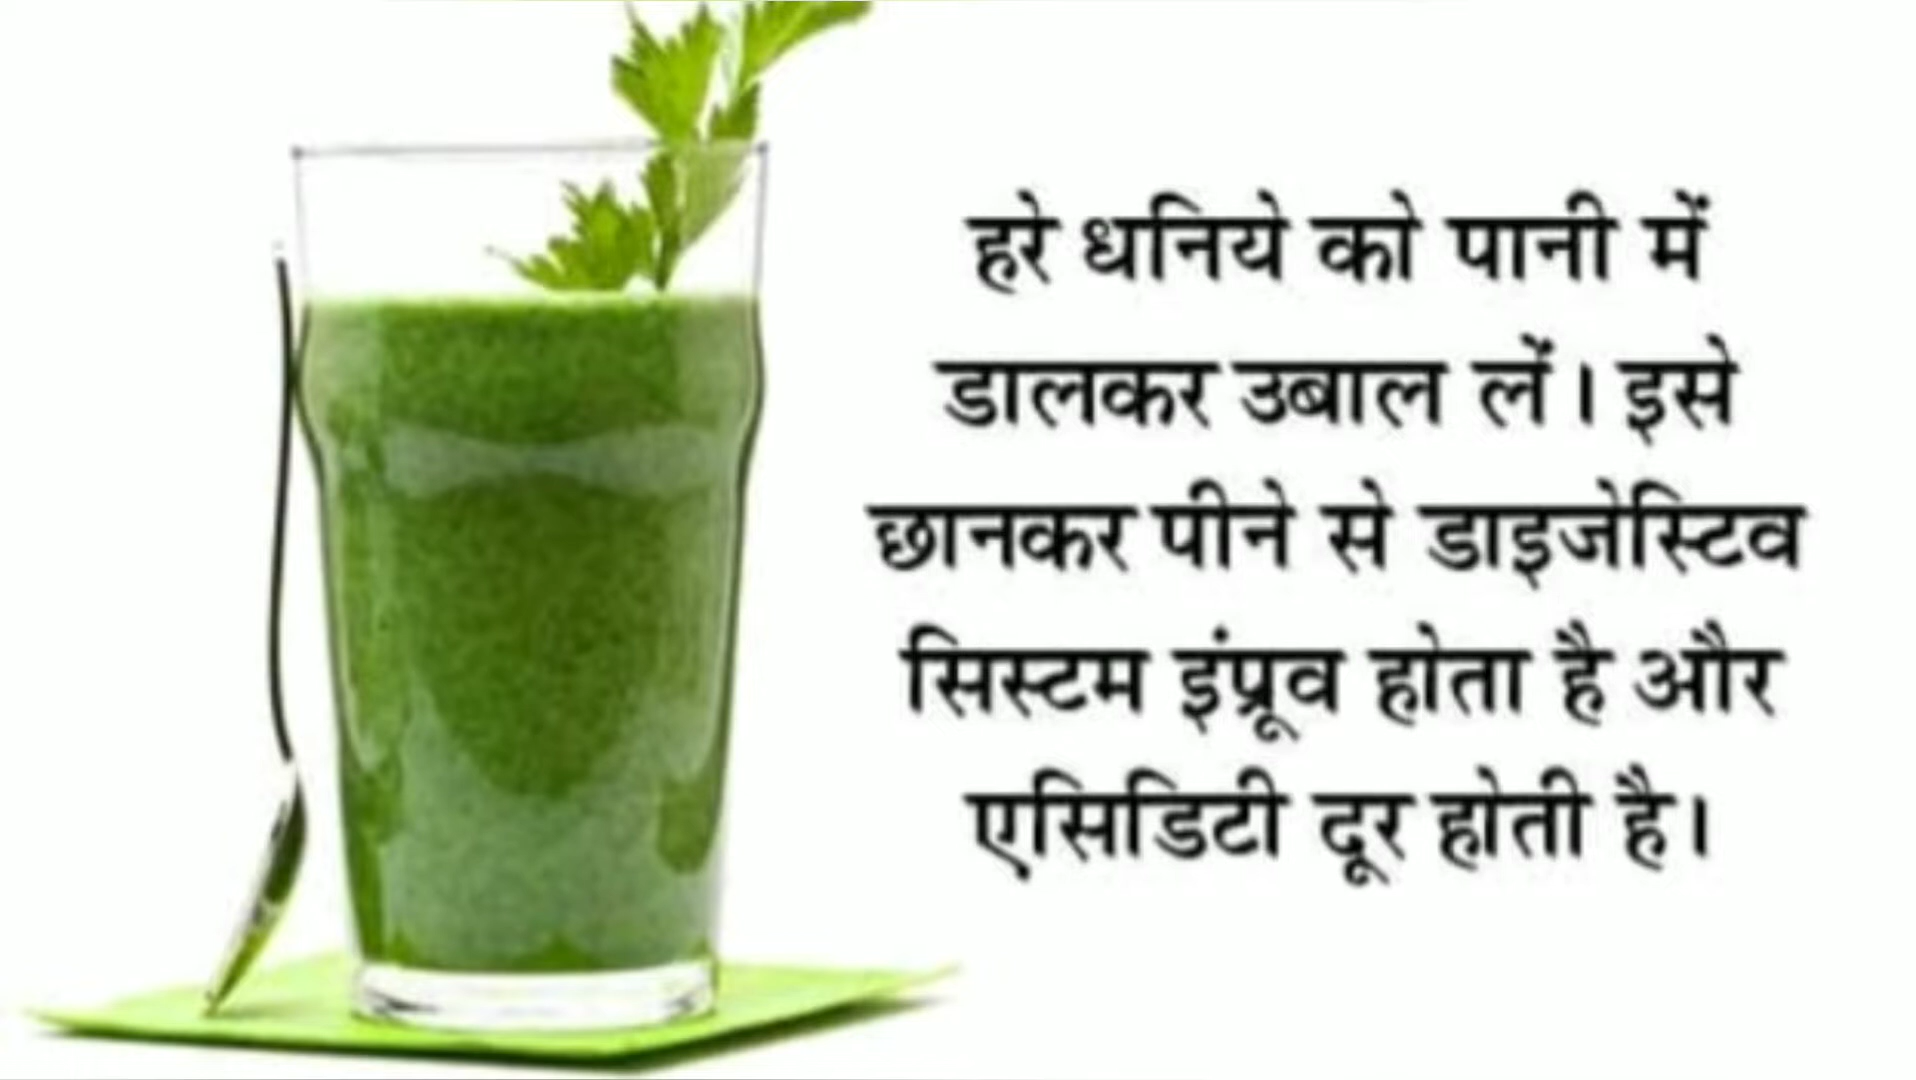 हरे धनिये को पानी में
डालकर उबाल लें। इसे
छानकर पीने से डाइजेस्टिव
सिस्टम इंप्रूव होता है और
एसिडिटी दूर होती है।